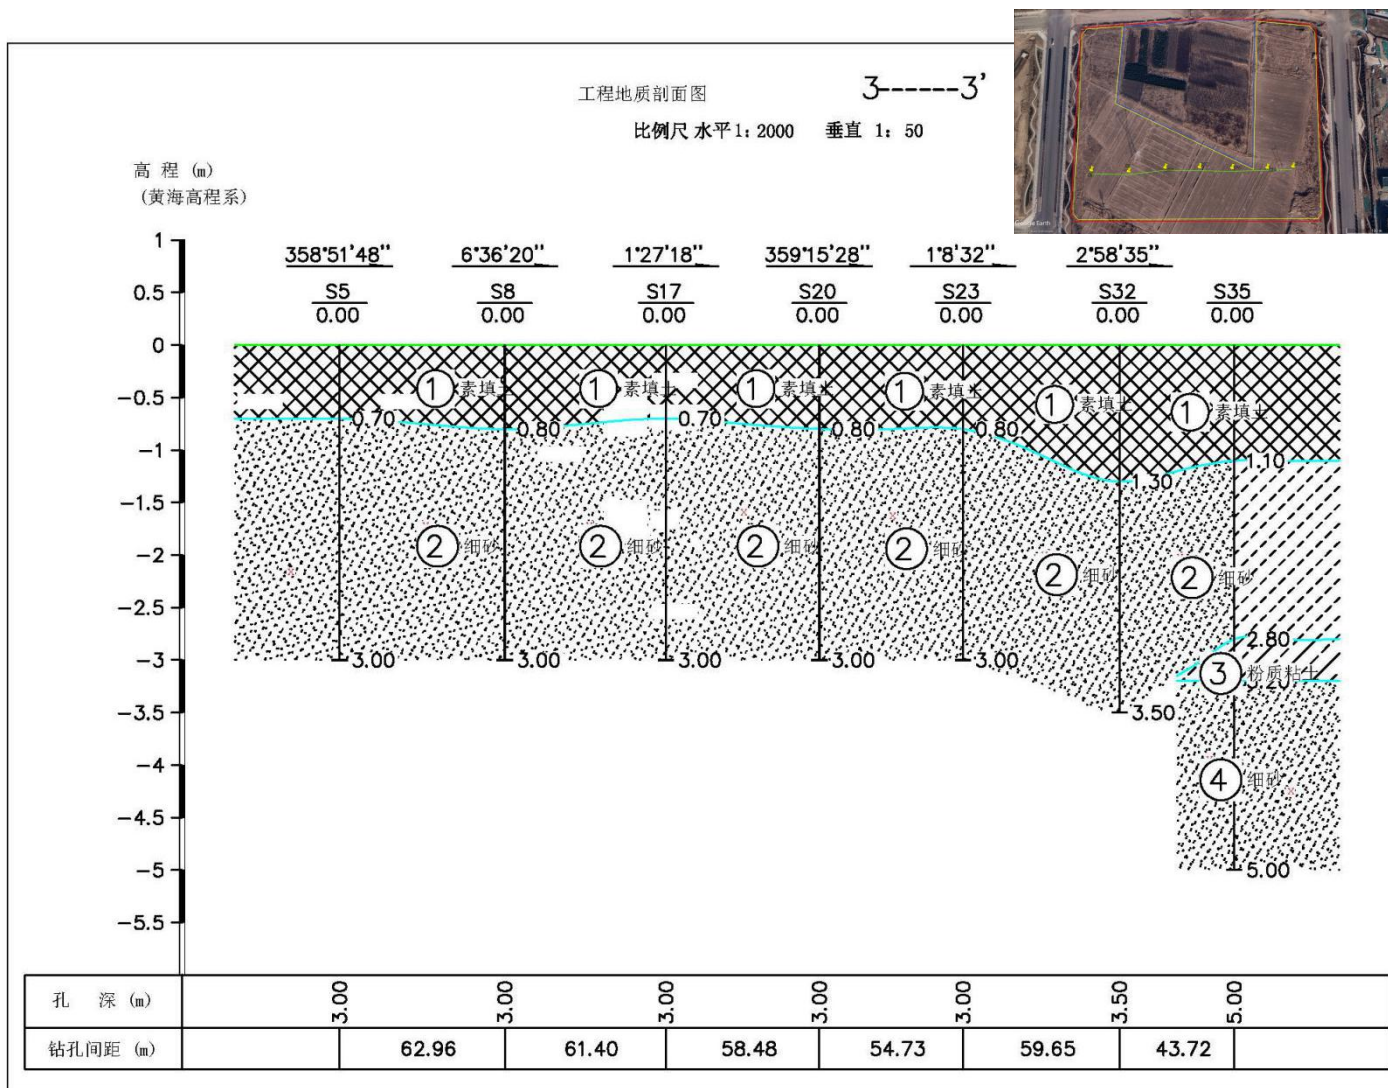 工程地质剖面图 3------3'
比例尺 水平1: 2000 垂直 1: 50
高 程 (m)
(黄海高程系)
358°51'48" 6°36'20" 1°27'18" 359°15'28" 1°8'32" 2°58'35"
S5 S8 S17 S20 S23 S32 S35
0.00 0.00 0.00 0.00 0.00 0.00 0.00
1
0.5
0
-0.5
-1
-1.5
-2
-2.5
-3
-3.5
-4
-4.5
-5
-5.5
1 素填土 1 素填土 1 素填土 1 素填土 1 素填土 1 素填土
0.70 0.80 0.70 0.80 0.80 1.30 1.10
2 细砂 2 细砂 2 细砂 2 细砂 2 细砂 2 细砂
2.80
3 粉质粘土
3.20
3.00 3.00 3.00 3.00 3.00 3.50
4 细砂
5.00
孔 深 (m) 3.00 3.00 3.00 3.00 3.00 3.50 5.00
钻孔间距 (m) 62.96 61.40 58.48 54.73 59.65 43.72